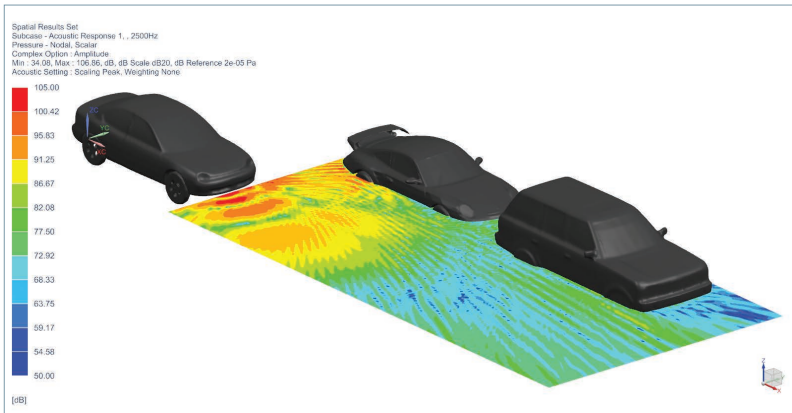 Spatial Results Set
Subcase - Acoustic Response 1, , 2500Hz
Pressure - Nodal, Scalar
Complex Option : Amplitude
Min : 34.08, Max : 106.86, dB, dB Scale dB20, dB Reference 2e-05 Pa
Acoustic Setting : Scaling Peak, Weighting None
105.00
100.42
95.83
91.25
86.67
82.08
77.50
72.92
68.33
63.75
59.17
54.58
50.00
[dB]
ZC
YC
XC
Z
X